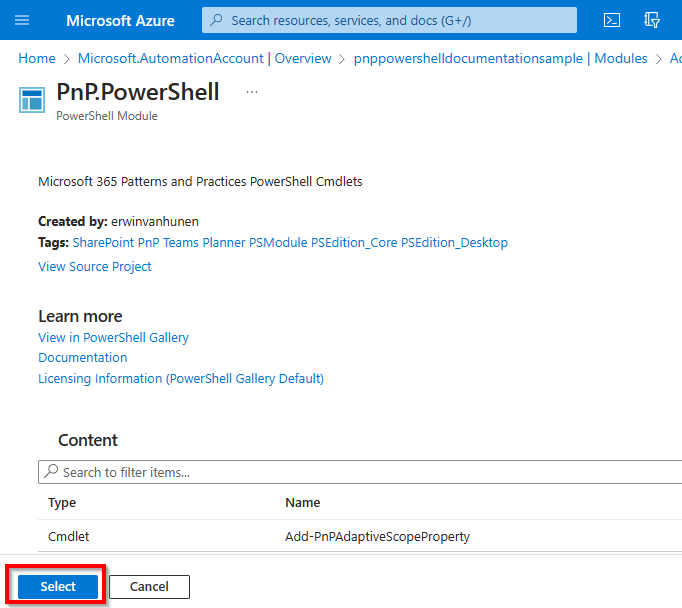 Microsoft Azure
Search resources, services, and docs (G+/)
Home > Microsoft.AutomationAccount | Overview > pnppowershelldocumentationsample | Modules > Ad
PnP.PowerShell ...
PowerShell Module
Microsoft 365 Patterns and Practices PowerShell Cmdlets
Created by: erwinvanhunen
Tags: SharePoint PnP Teams Planner PSModule PSEdition_Core PSEdition_Desktop
View Source Project
Learn more
View in PowerShell Gallery
Documentation
Licensing Information (PowerShell Gallery Default)
Content
Search to filter items...
Type Name
Cmdlet Add-PnPAdaptiveScopeProperty
Select Cancel